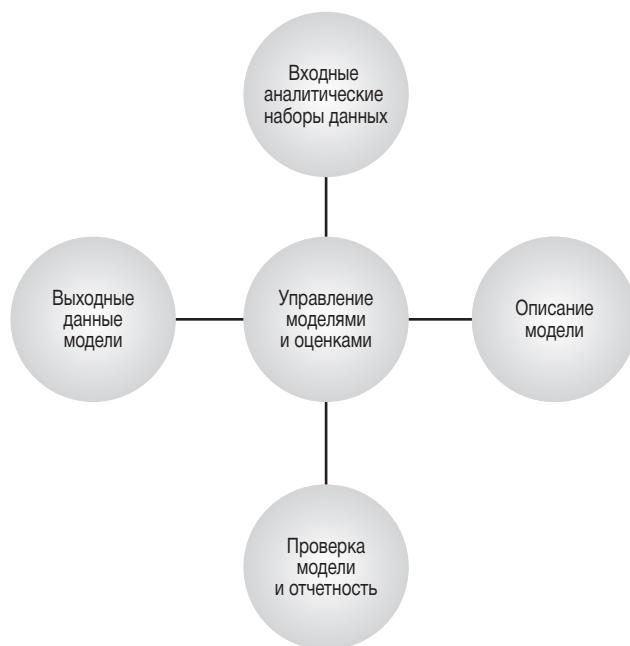 Входные
аналитические
наборы данных
Выходные
данные
модели
Управление
моделями
и оценками
Описание
модели
Проверка
модели
и отчетность